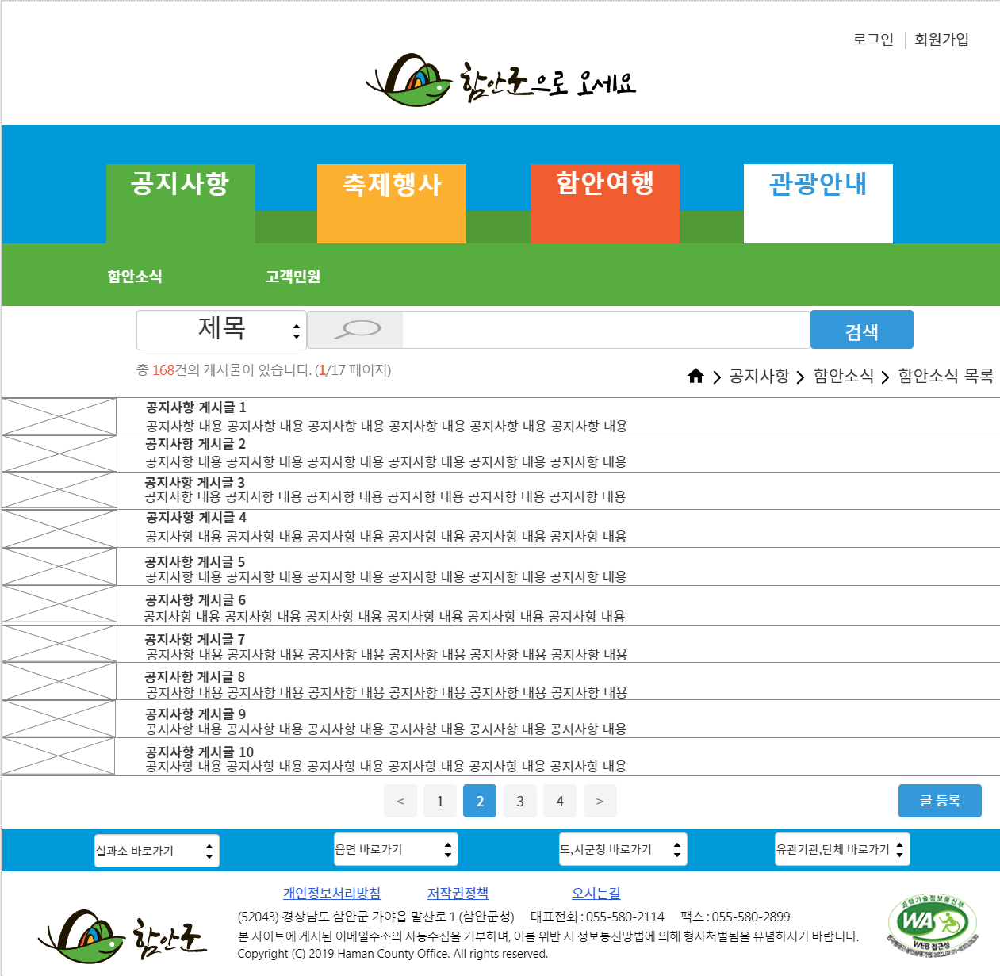 로그인 | 회원가입
함안군으로 오세요
공지사항 축제행사 함안여행 관광안내
함안소식 고객민원
제목 검색
총 168건의 게시물이 있습니다. (1/17 페이지)
공지사항 > 함안소식 > 함안소식 목록
공지사항 게시글 1
공지사항 내용 공지사항 내용 공지사항 내용 공지사항 내용 공지사항 내용 공지사항 내용
공지사항 게시글 2
공지사항 내용 공지사항 내용 공지사항 내용 공지사항 내용 공지사항 내용 공지사항 내용
공지사항 게시글 3
공지사항 내용 공지사항 내용 공지사항 내용 공지사항 내용 공지사항 내용 공지사항 내용
공지사항 게시글 4
공지사항 내용 공지사항 내용 공지사항 내용 공지사항 내용 공지사항 내용 공지사항 내용
공지사항 게시글 5
공지사항 내용 공지사항 내용 공지사항 내용 공지사항 내용 공지사항 내용 공지사항 내용
공지사항 게시글 6
공지사항 내용 공지사항 내용 공지사항 내용 공지사항 내용 공지사항 내용 공지사항 내용
공지사항 게시글 7
공지사항 내용 공지사항 내용 공지사항 내용 공지사항 내용 공지사항 내용 공지사항 내용
공지사항 게시글 8
공지사항 내용 공지사항 내용 공지사항 내용 공지사항 내용 공지사항 내용 공지사항 내용
공지사항 게시글 9
공지사항 내용 공지사항 내용 공지사항 내용 공지사항 내용 공지사항 내용 공지사항 내용
공지사항 게시글 10
공지사항 내용 공지사항 내용 공지사항 내용 공지사항 내용 공지사항 내용 공지사항 내용
< 1 2 3 4 > 글 등록
실과소 바로가기 읍면 바로가기 도,시군청 바로가기 유관기관,단체 바로가기
개인정보처리방침 저작권정책 오시는길
함안군
(52043) 경상남도 함안군 가야읍 말산로 1 (함안군청) 대표전화 : 055-580-2114 팩스 : 055-580-2899
본 사이트에 게시된 이메일주소의 자동수집을 거부하며, 이를 위반 시 정보통신망법에 의해 형사처벌됨을 유념하시기 바랍니다.
Copyright (C) 2019 Haman County Office. All rights reserved.
과학기술정보통신부
WA
WEB 접근성